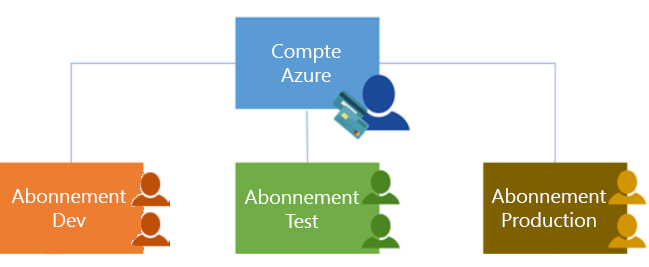 Compte
Azure
Abonnement
Dev
Abonnement
Test
Abonnement
Production